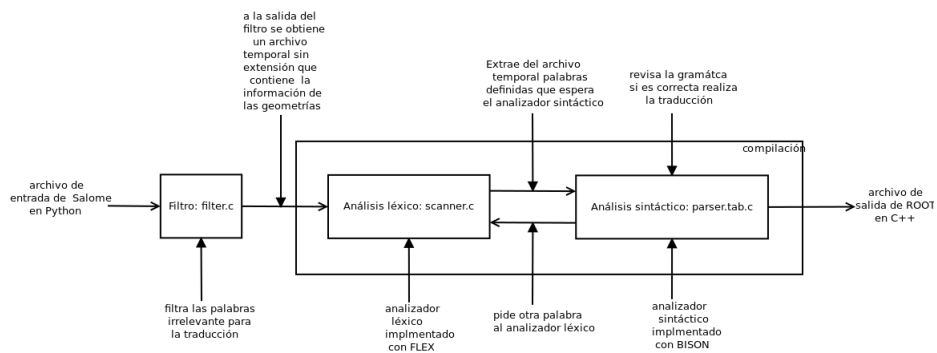 a la salida del
filtro se obtiene
un archivo
temporal sin
extensión que
contiene la
información de
las geometrías
Extrae del archivo
temporal palabras
definidas que espera
el analizador sintáctico
revisa la gramátca
si es correcta realiza
la traducción
compilación
archivo de
entrada de Salome
en Python
Filtro: filter.c
Análisis léxico: scanner.c
Análisis sintáctico: parser.tab.c
archivo de
salida de ROOT
en C++
filtra las palabras
irrelevante para
la traducción
analizador
léxico
implmentado
con FLEX
pide otra palabra
al analizador léxico
analizador
sintáctico
implmentado
con BISON